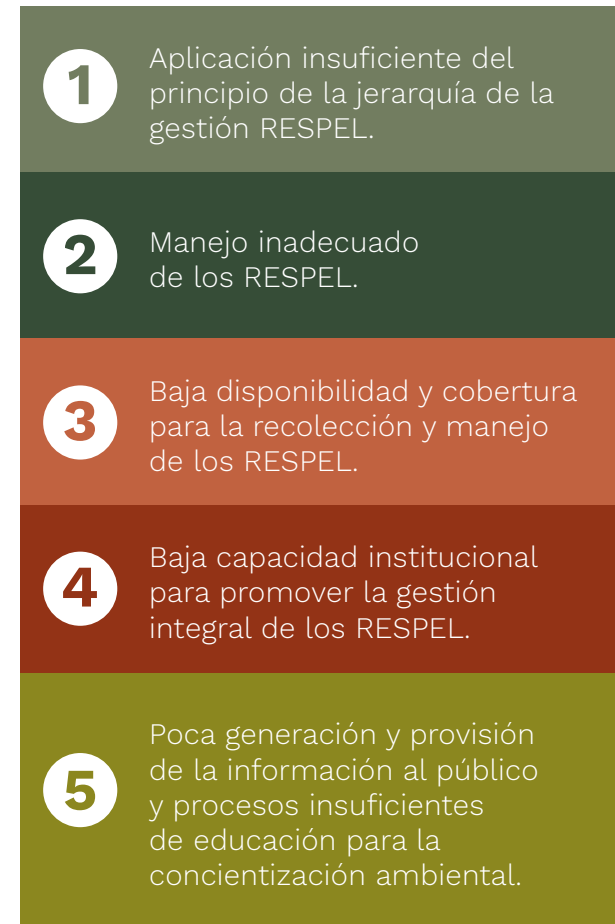 1
Aplicación insuficiente del
principio de la jerarquía de la
gestión RESPEL.
2
Manejo inadecuado
de los RESPEL.
3
Baja disponibilidad y cobertura
para la recolección y manejo
de los RESPEL.
4
Baja capacidad institucional
para promover la gestión
integral de los RESPEL.
5
Poca generación y provisión
de la información al público
y procesos insuficientes
de educación para la
concientización ambiental.